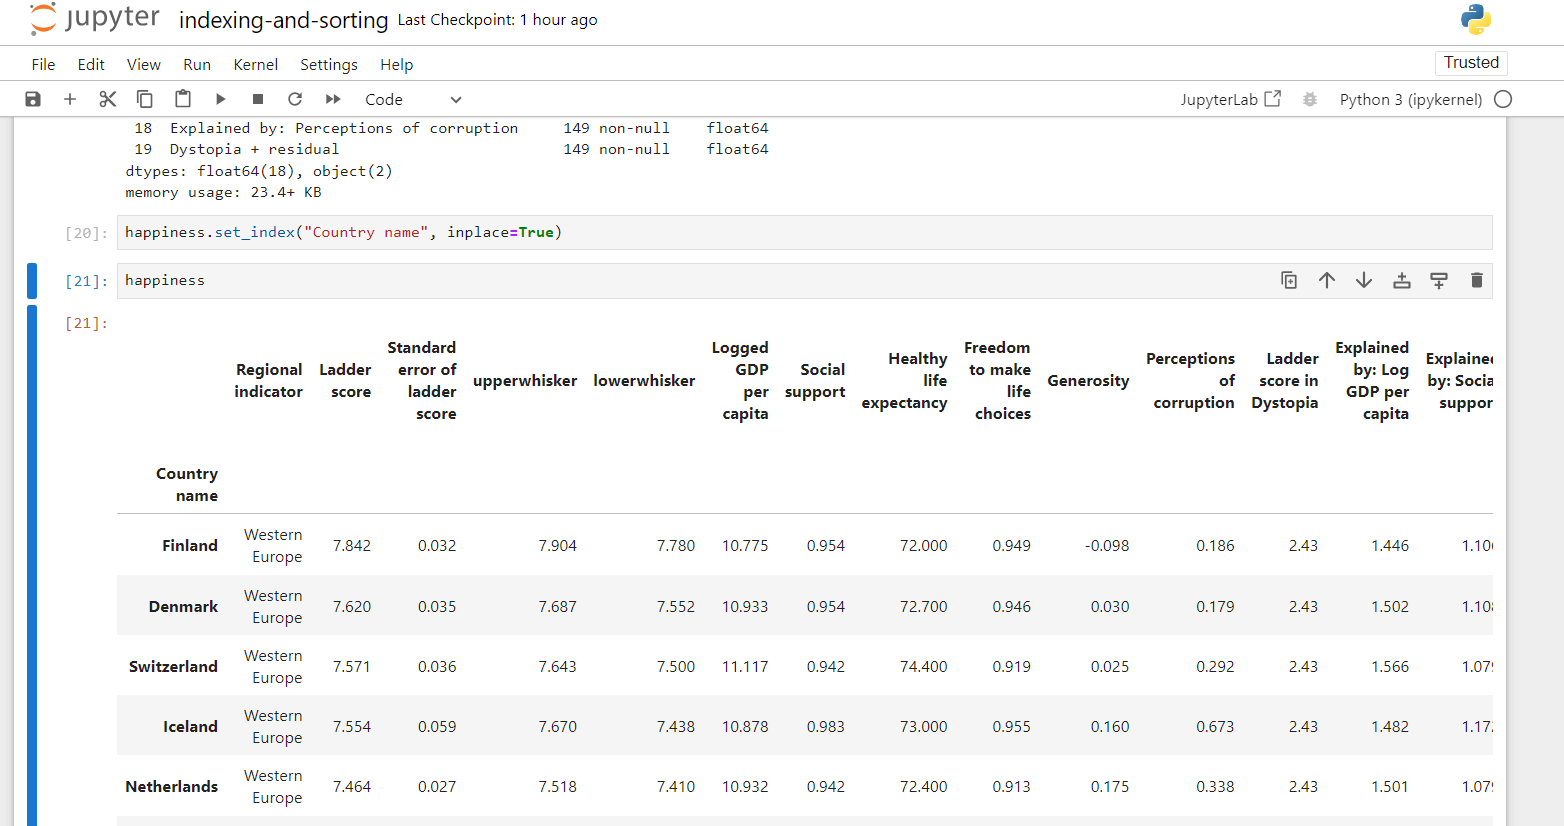 jupyter indexing-and-sorting Last Checkpoint: 1 hour ago
File Edit View Run Kernel Settings Help Trusted
Code JupyterLab Python 3 (ipykernel)
18 Explained by: Perceptions of corruption 149 non-null float64
19 Dystopia + residual 149 non-null float64
dtypes: float64(18), object(2)
memory usage: 23.4+ KB
[20]: happiness.set_index("Country name", inplace=True)
[21]: happiness
[21]:
Regional indicator Ladder score Standard error of ladder score upperwhisker lowerwhisker Logged GDP per capita Social support Healthy life expectancy Freedom to make life choices Generosity Perceptions of corruption Ladder score in Dystopia Explained by: Log GDP per capita Explained by: Socia suppor
Country name
Finland Western Europe 7.842 0.032 7.904 7.780 10.775 0.954 72.000 0.949 -0.098 0.186 2.43 1.446 1.10
Denmark Western Europe 7.620 0.035 7.687 7.552 10.933 0.954 72.700 0.946 0.030 0.179 2.43 1.502 1.10
Switzerland Western Europe 7.571 0.036 7.643 7.500 11.117 0.942 74.400 0.919 0.025 0.292 2.43 1.566 1.07
Iceland Western Europe 7.554 0.059 7.670 7.438 10.878 0.983 73.000 0.955 0.160 0.673 2.43 1.482 1.17
Netherlands Western Europe 7.464 0.027 7.518 7.410 10.932 0.942 72.400 0.913 0.175 0.338 2.43 1.501 1.07